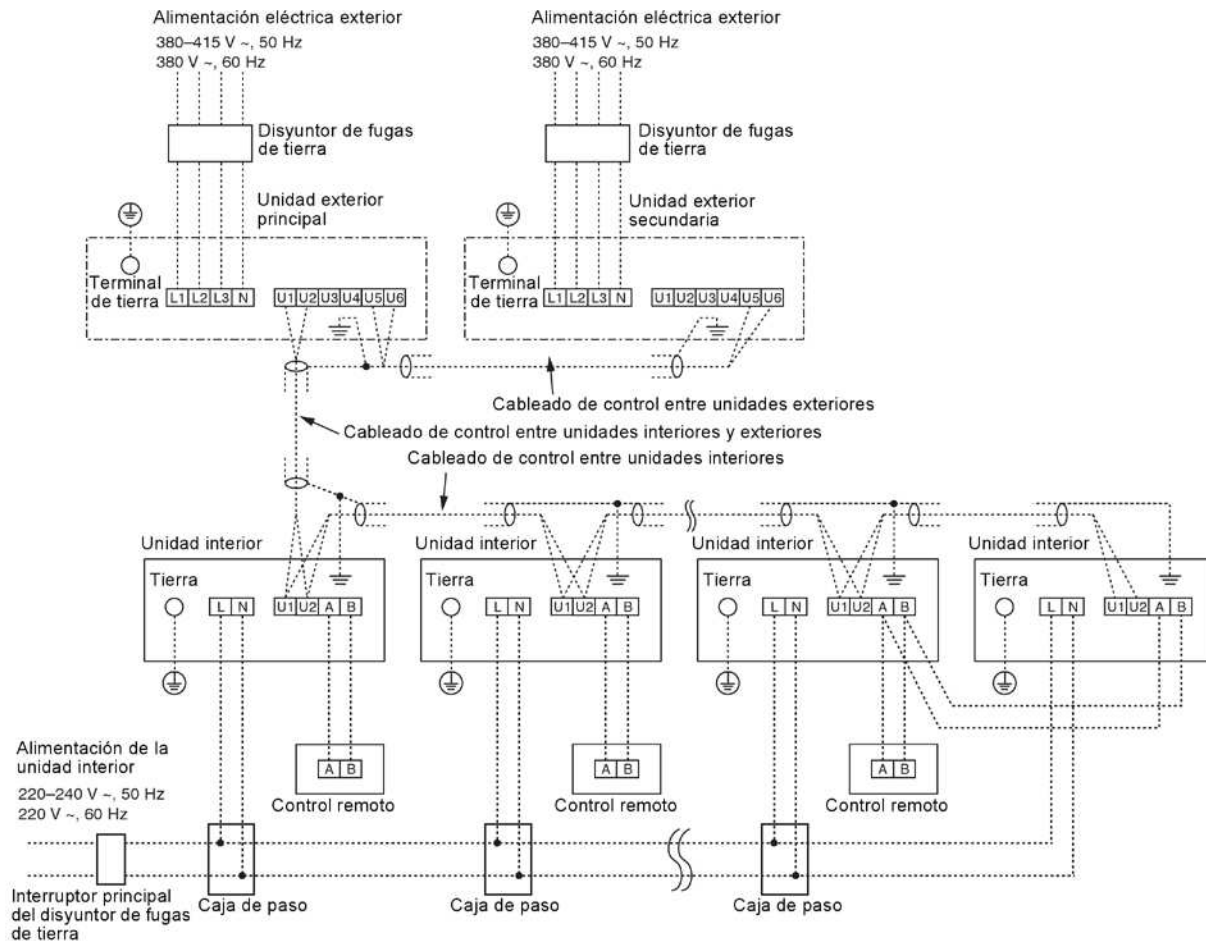 Alimentación eléctrica exterior
380–415 V ~, 50 Hz
380 V ~, 60 Hz
Alimentación eléctrica exterior
380–415 V ~, 50 Hz
380 V ~, 60 Hz
Disyuntor de fugas
de tierra
Disyuntor de fugas
de tierra
Unidad exterior
principal
Unidad exterior
secundaria
Terminal
de tierra
L1 L2 L3 N
U1 U2 U3 U4 U5 U6
Terminal
de tierra
L1 L2 L3 N
U1 U2 U3 U4 U5 U6
Cableado de control entre unidades exteriores
Cableado de control entre unidades interiores y exteriores
Cableado de control entre unidades interiores
Unidad interior
Unidad interior
Unidad interior
Unidad interior
Tierra
L N
U1 U2 A B
Tierra
L N
U1 U2 A B
Tierra
L N
U1 U2 A B
Tierra
L N
U1 U2 A B
Alimentación de la
unidad interior
220–240 V ~, 50 Hz
220 V ~, 60 Hz
A B
Control remoto
A B
Control remoto
A B
Control remoto
Interruptor principal
del disyuntor de fugas
de tierra
Caja de paso
Caja de paso
Caja de paso